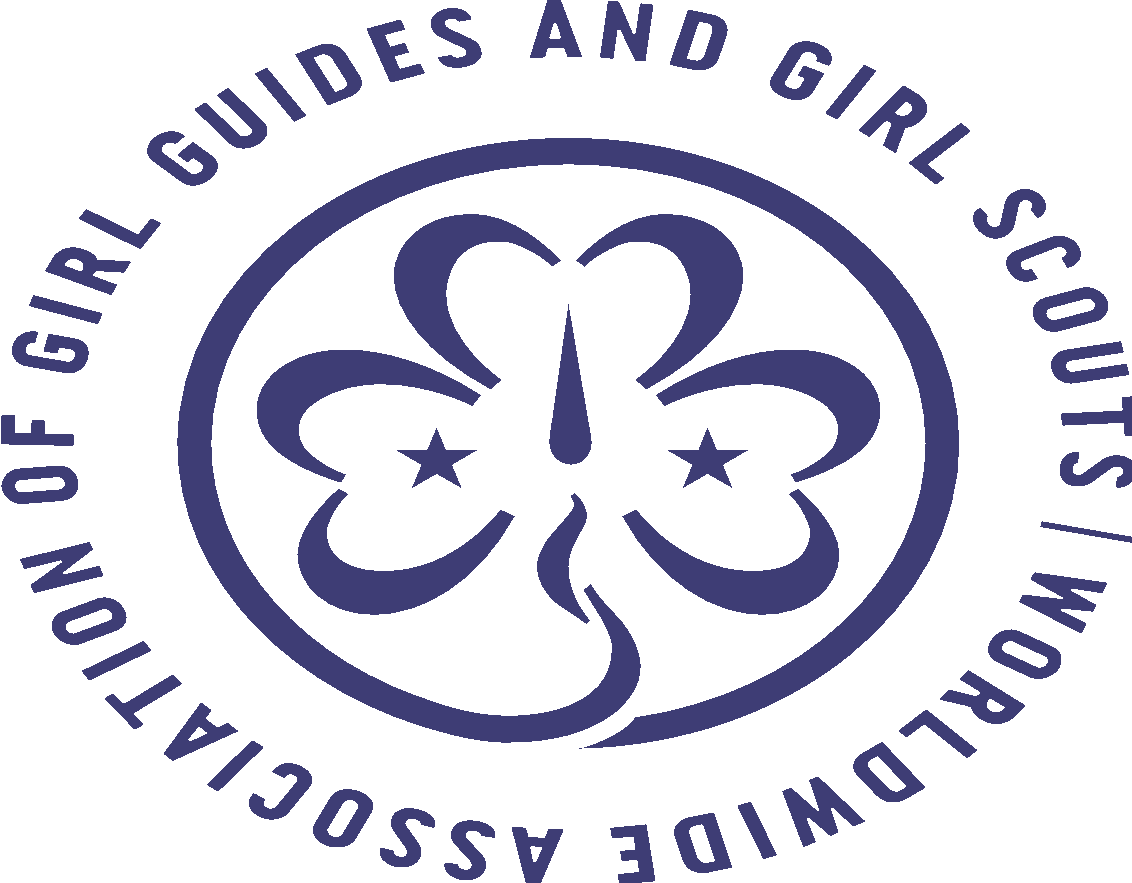 WORLDWIDE ASSOCIATION OF GIRL GUIDES AND GIRL SCOUTS /